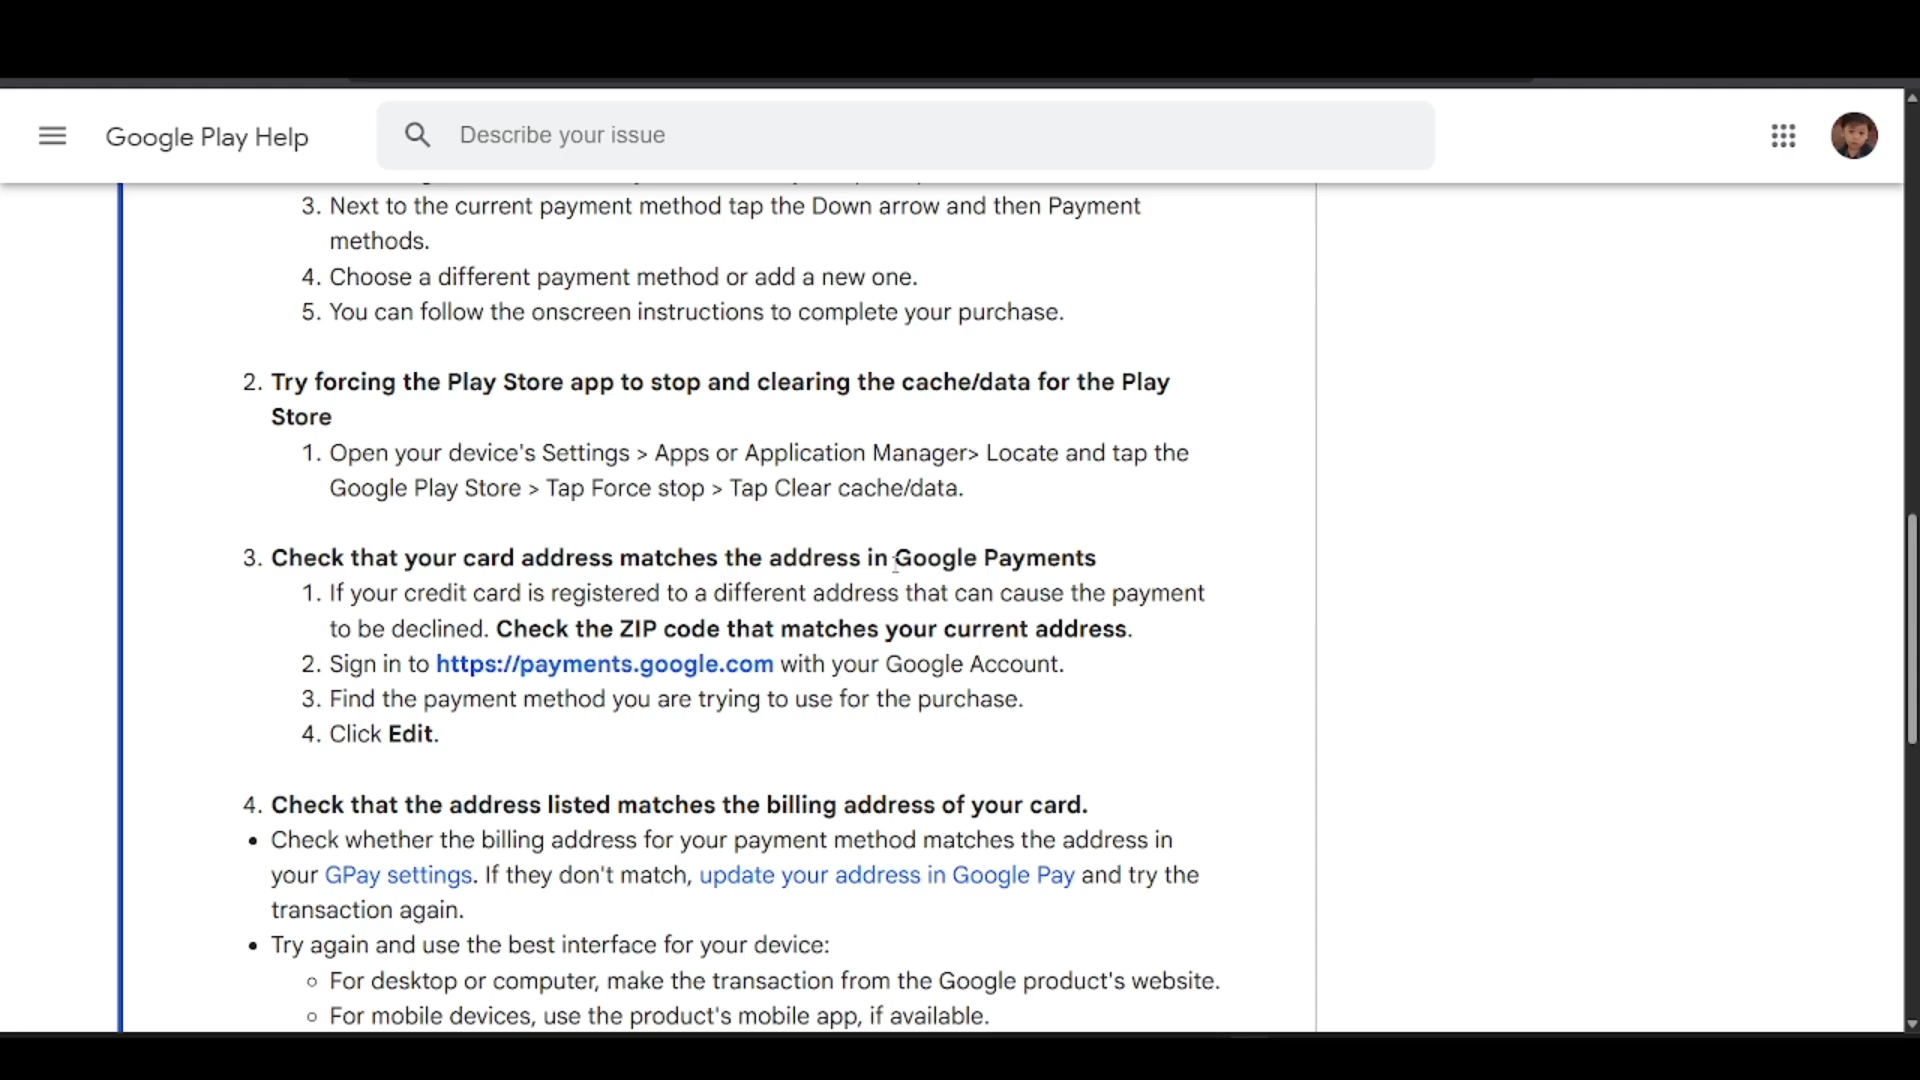 Google Play Help
Describe your issue
3. Next to the current payment method tap the Down arrow and then Payment
methods.
4. Choose a different payment method or add a new one.
5. You can follow the onscreen instructions to complete your purchase.
2. Try forcing the Play Store app to stop and clearing the cache/data for the Play
Store
1. Open your device's Settings > Apps or Application Manager> Locate and tap the
Google Play Store > Tap Force stop > Tap Clear cache/data.
3. Check that your card address matches the address in Google Payments
1. If your credit card is registered to a different address that can cause the payment
to be declined. Check the ZIP code that matches your current address.
2. Sign in to https://payments.google.com with your Google Account.
3. Find the payment method you are trying to use for the purchase.
4. Click Edit.
4. Check that the address listed matches the billing address of your card.
• Check whether the billing address for your payment method matches the address in
your GPay settings. If they don't match, update your address in Google Pay and try the
transaction again.
• Try again and use the best interface for your device:
○ For desktop or computer, make the transaction from the Google product's website.
○ For mobile devices, use the product's mobile app, if available.